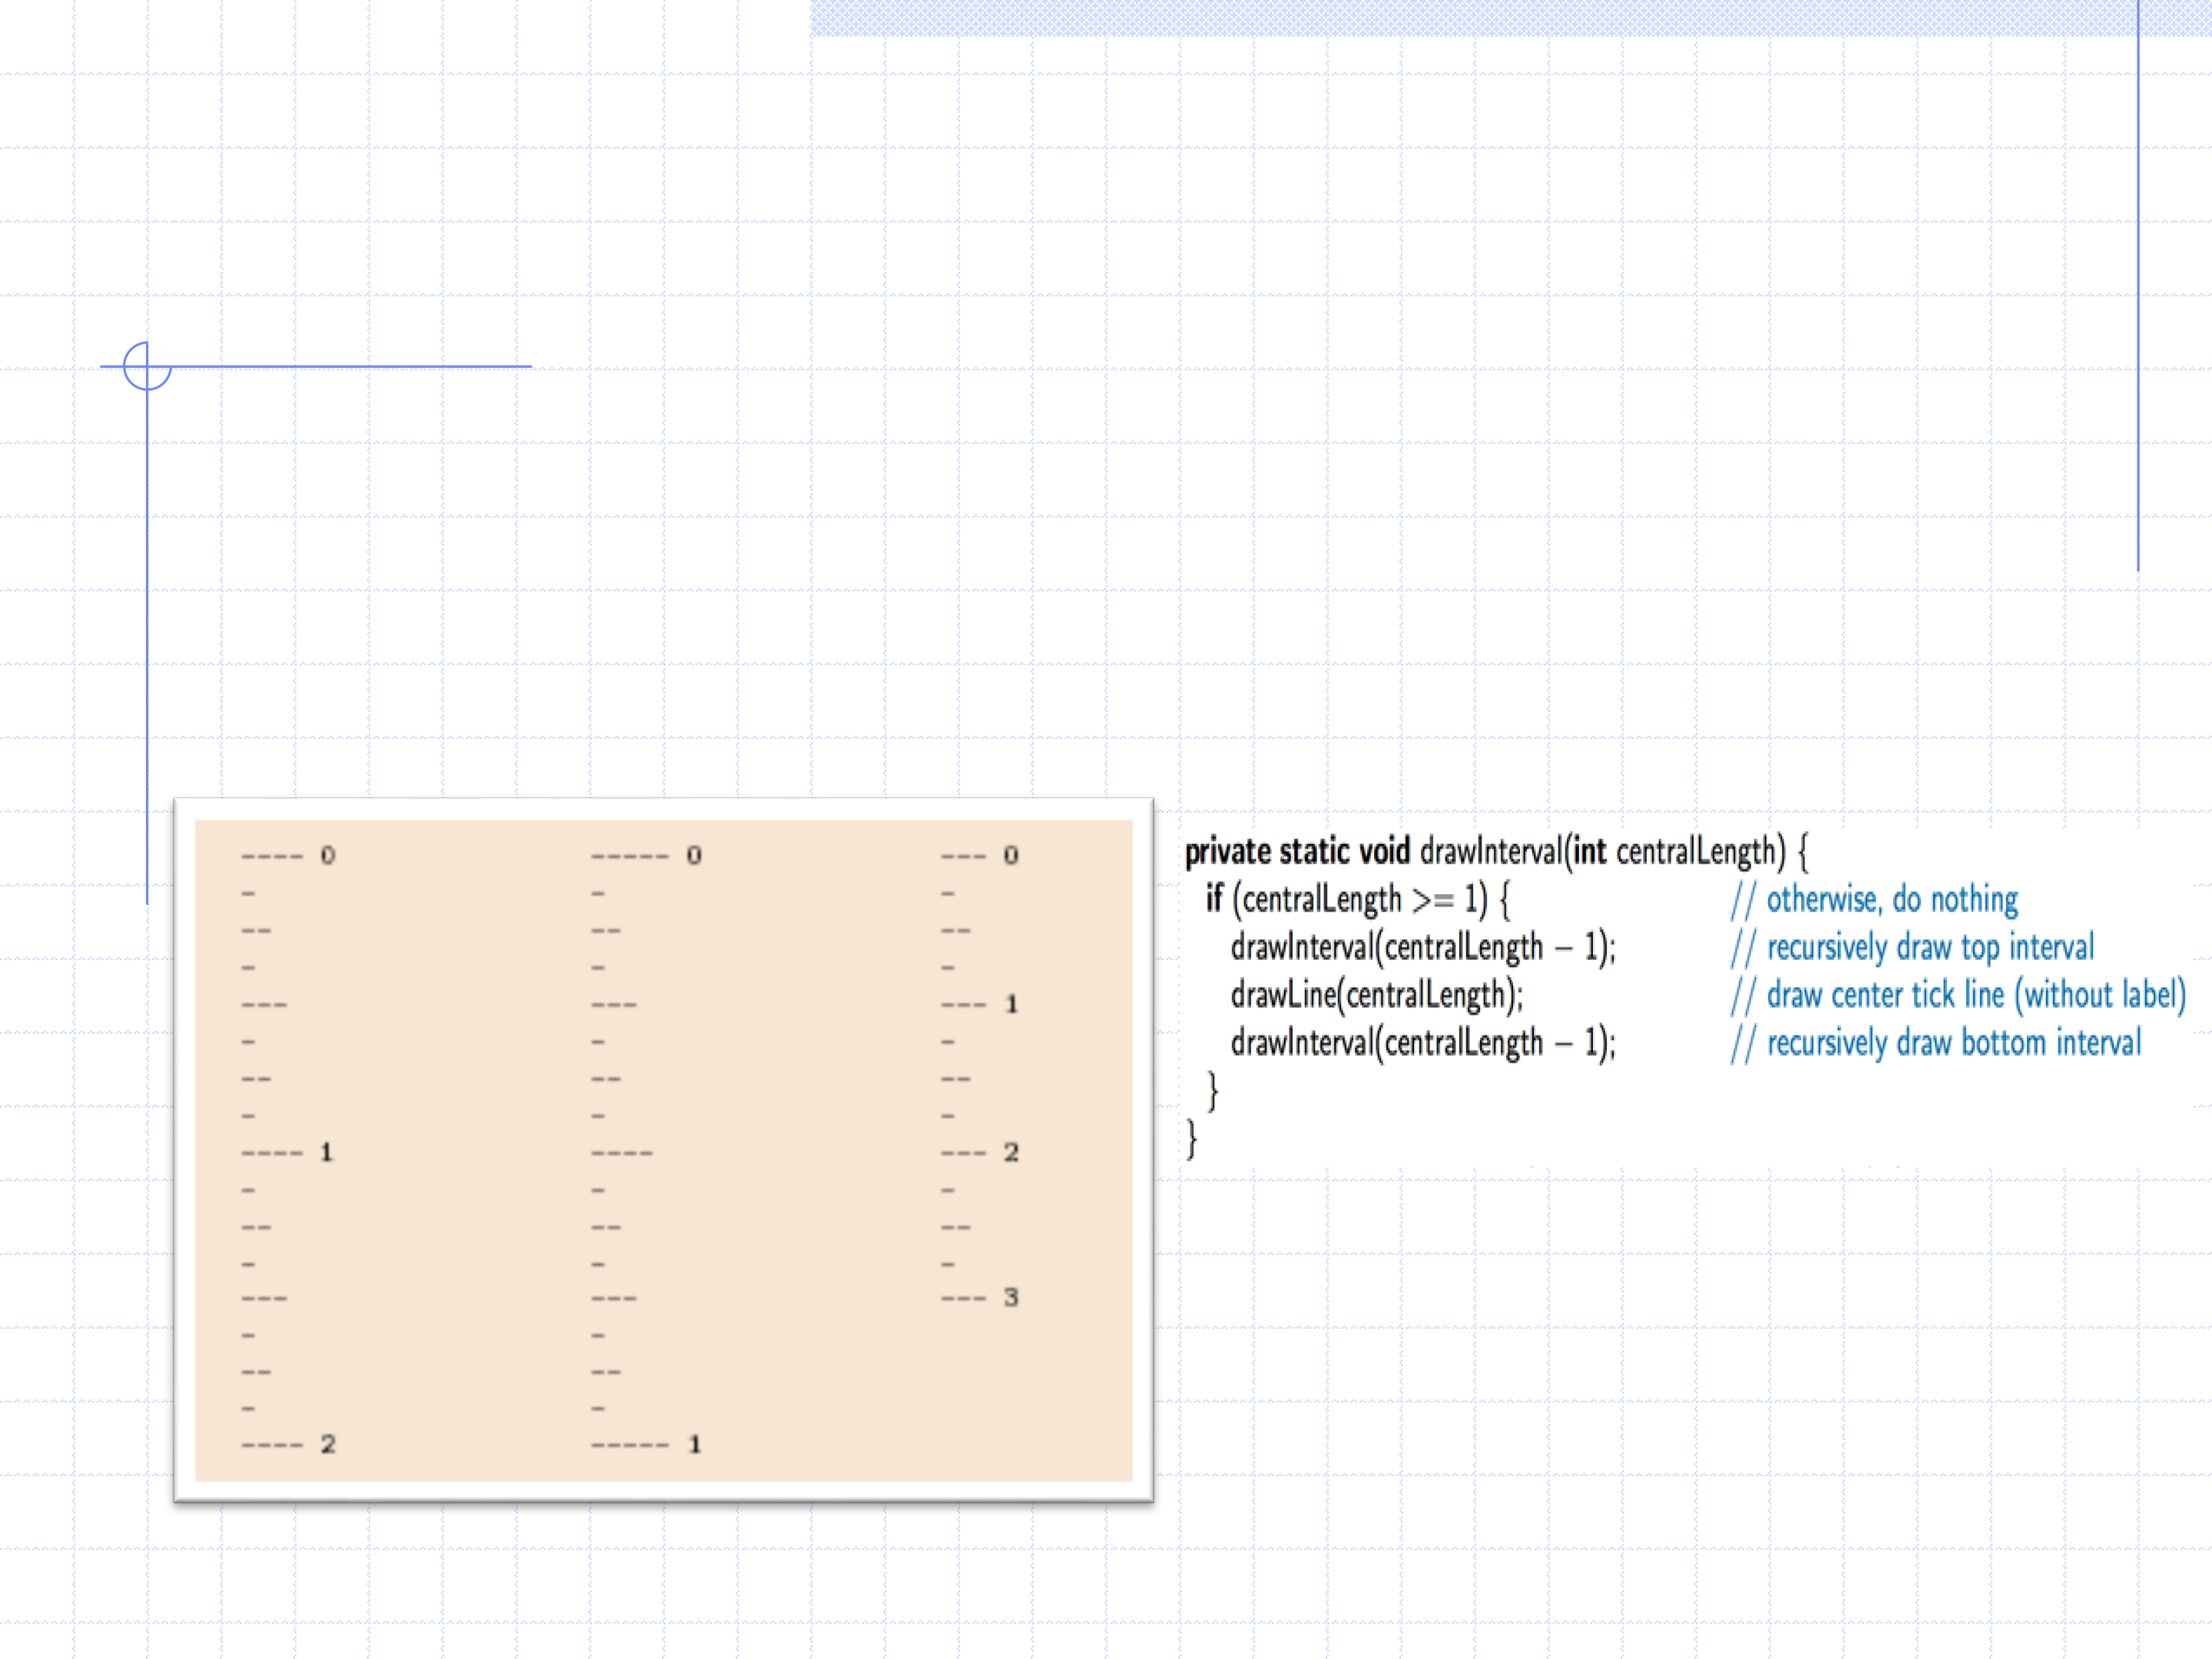 ---- 0 ----- 0 --- 0
- - -
-- -- --
- - -
--- --- --- 1
- - -
-- -- --
- - -
---- 1 ---- --- 2
- - -
-- -- --
- - -
--- --- --- 3
- -
-- --
- -
---- 2 ----- 1
private static void drawInterval(int centralLength) {
if (centralLength >= 1) { // otherwise, do nothing
drawInterval(centralLength − 1); // recursively draw top interval
drawLine(centralLength); // draw center tick line (without label)
drawInterval(centralLength − 1); // recursively draw bottom interval
}
}